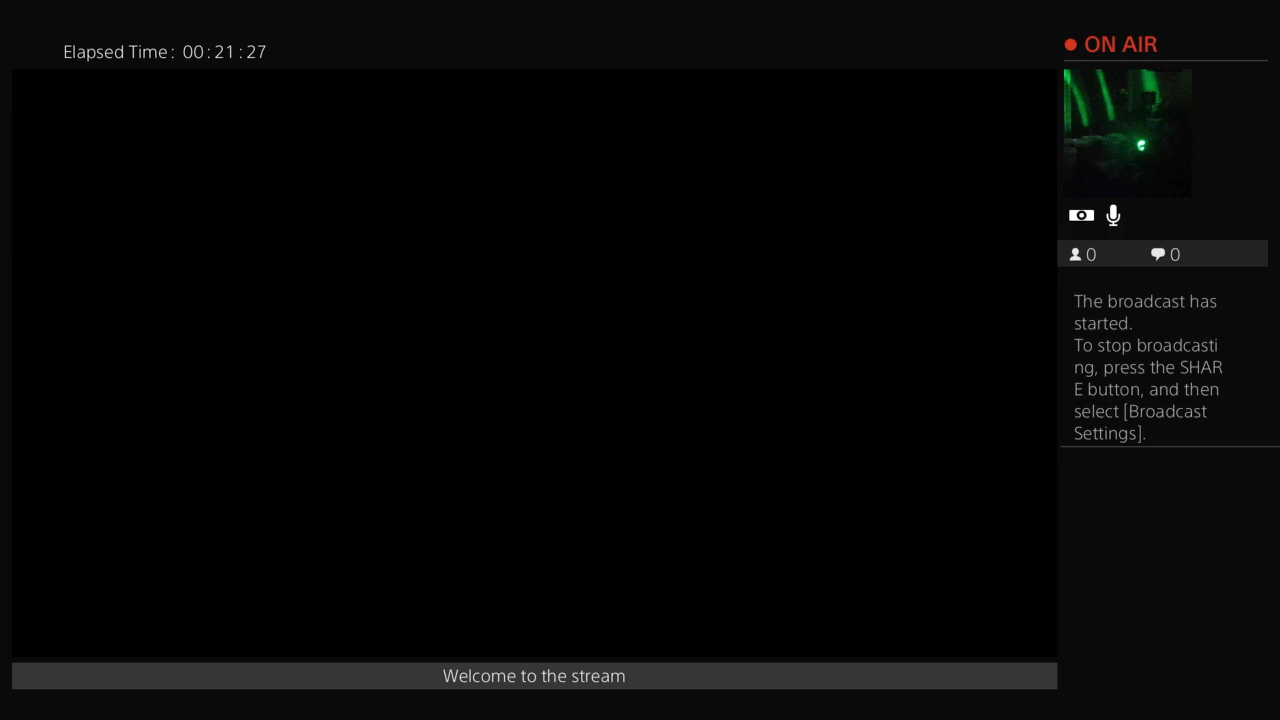 Elapsed Time: 00:21:27
ON AIR
0 0
The broadcast has
started.
To stop broadcasti
ng, press the SHAR
E button, and then
select [Broadcast
Settings].
Welcome to the stream